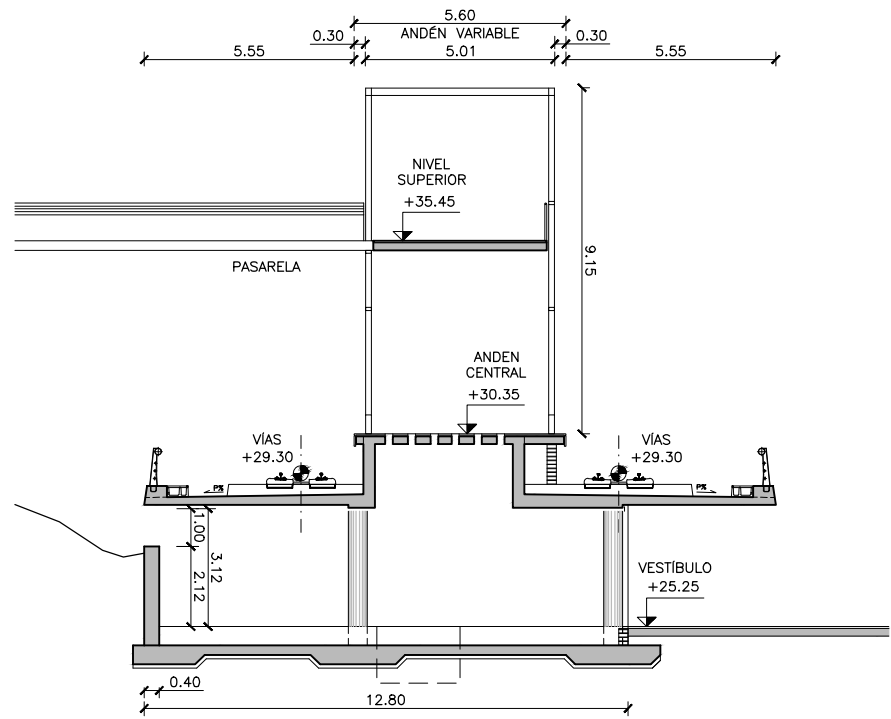 5.60
0.30
ANDÉN VARIABLE
0.30
5.55
5.01
5.55
NIVEL
SUPERIOR
+35.45
9.15
PASARELA
ANDEN
CENTRAL
+30.35
VÍAS
+29.30
VÍAS
+29.30
P%
P%
1.00
3.12
2.12
VESTÍBULO
+25.25
0.40
12.80